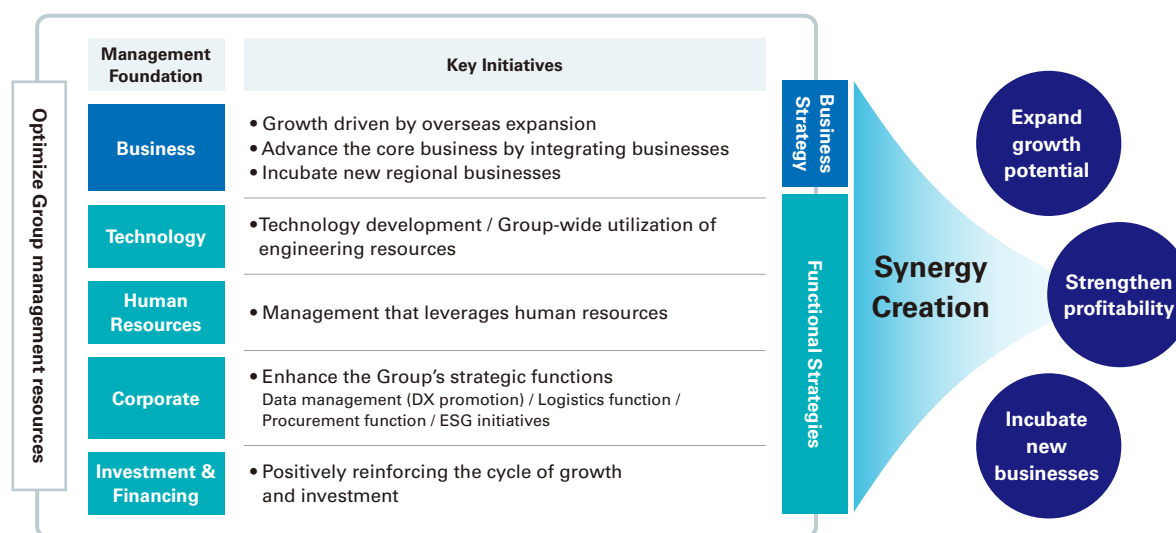 Optimize Group management resources
Management
Foundation
Key Initiatives
Business
• Growth driven by overseas expansion
• Advance the core business by integrating businesses
• Incubate new regional businesses
Technology
• Technology development / Group-wide utilization of
engineering resources
Human
Resources
• Management that leverages human resources
Corporate
• Enhance the Group's strategic functions
Data management (DX promotion) / Logistics function /
Procurement function / ESG initiatives
Investment &
Financing
• Positively reinforcing the cycle of growth
and investment
Business
Strategy
Functional Strategies
Synergy
Creation
Expand
growth
potential
Strengthen
profitability
Incubate
new
businesses